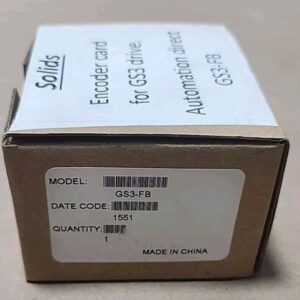 Solids
Encoder card
for GS3 drive.
Automation direct
GS3-FB
MODEL:
GS3-FB
DATE CODE:
1551
QUANTITY:
1
MADE IN CHINA